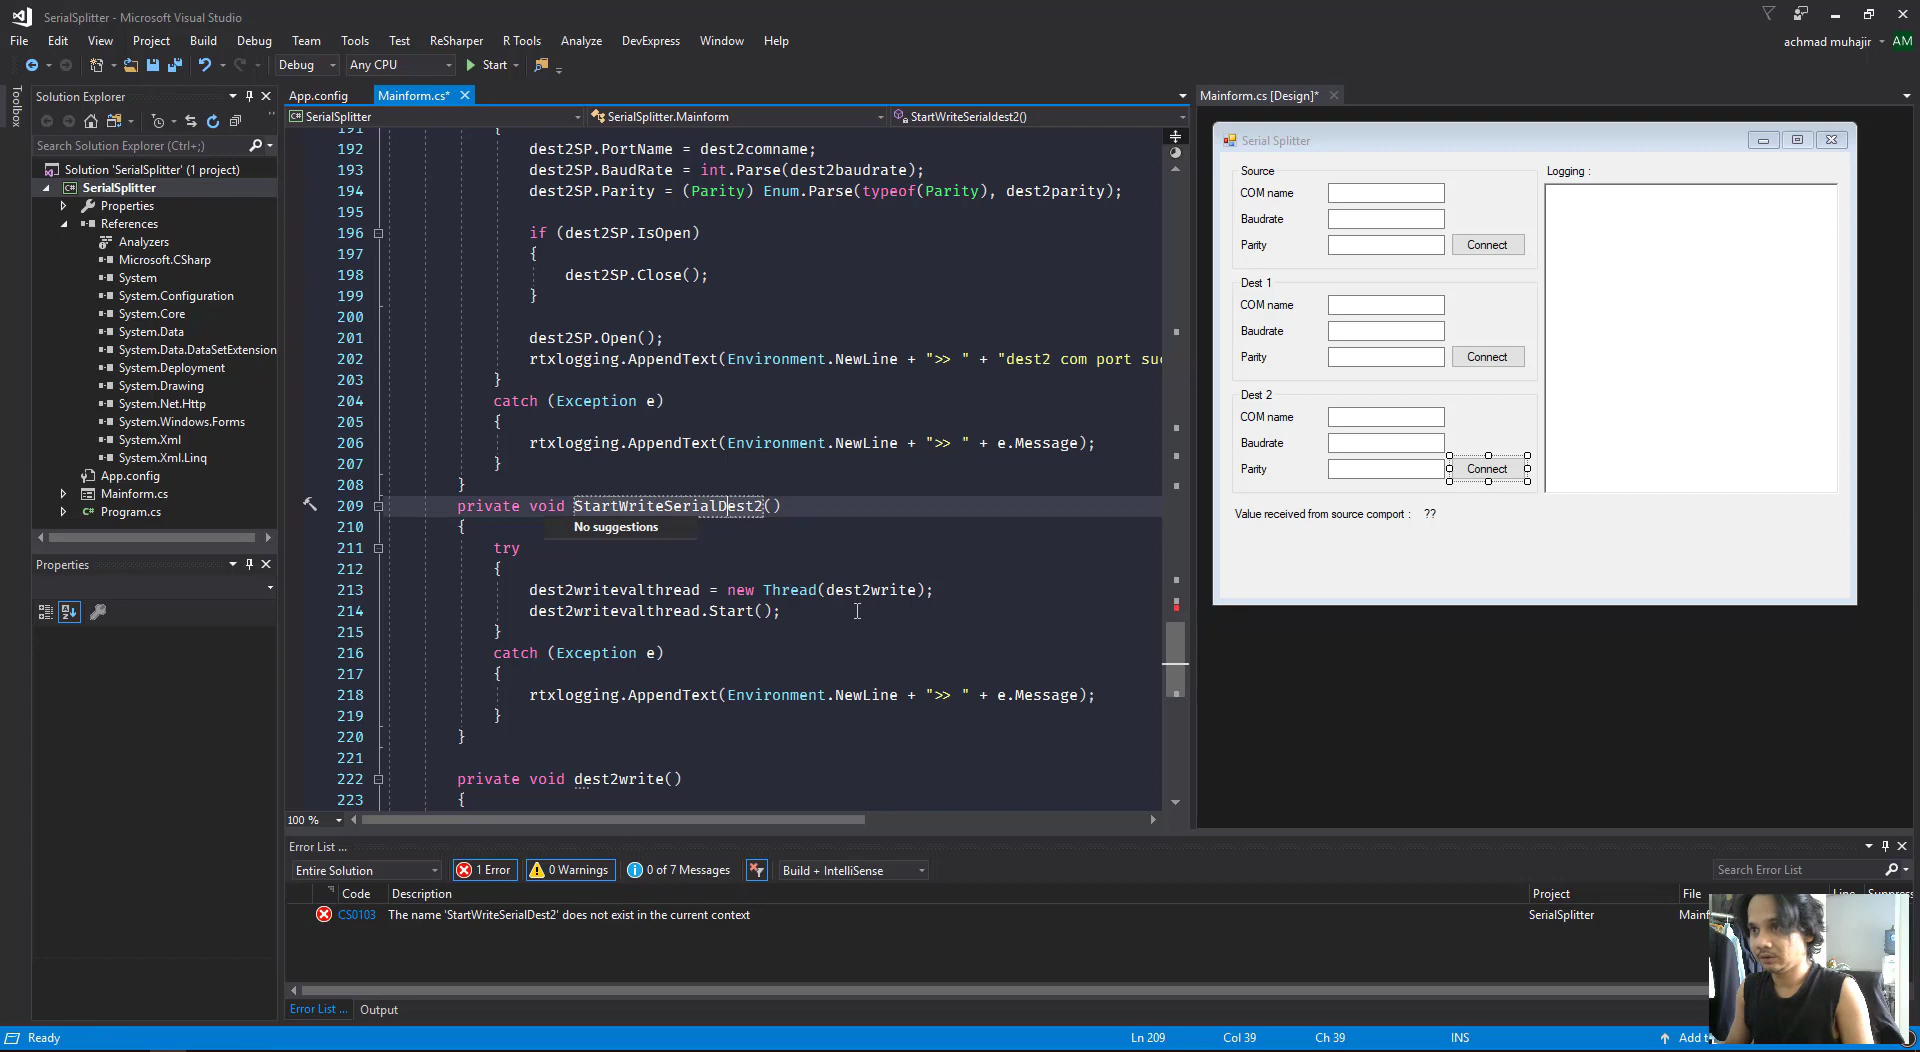 SerialSplitter - Microsoft Visual Studio
File Edit View Project Build Debug Team Tools Test ReSharper R Tools Analyze DevExpress Window Help
achmad muhajir AM
Debug Any CPU Start
Toolbox
Solution Explorer
Search Solution Explorer (Ctrl+;)
Solution 'SerialSplitter' (1 project)
SerialSplitter
Properties
References
Analyzers
Microsoft.CSharp
System
System.Configuration
System.Core
System.Data
System.Data.DataSetExtension
System.Deployment
System.Drawing
System.Net.Http
System.Windows.Forms
System.Xml
System.Xml.Linq
App.config
Mainform.cs
Program.cs
Properties
App.config Mainform.cs*
SerialSplitter SerialSplitter.Mainform StartWriteSerialdest2()
191 {
192 dest2SP.PortName = dest2comname;
193 dest2SP.BaudRate = int.Parse(dest2baudrate);
194 dest2SP.Parity = (Parity) Enum.Parse(typeof(Parity), dest2parity);
195
196 if (dest2SP.IsOpen)
197 {
198 dest2SP.Close();
199 }
200
201 dest2SP.Open();
202 rtxlogging.AppendText(Environment.NewLine + ">> " + "dest2 com port suc
203 }
204 catch (Exception e)
205 {
206 rtxlogging.AppendText(Environment.NewLine + ">> " + e.Message);
207 }
208 }
209 private void StartWriteSerialDest2()
No suggestions
210 {
211 try
212 {
213 dest2writevalthread = new Thread(dest2write);
214 dest2writevalthread.Start();
215 }
216 catch (Exception e)
217 {
218 rtxlogging.AppendText(Environment.NewLine + ">> " + e.Message);
219 }
220 }
221
222 private void dest2write()
223 {
100 %
Mainform.cs [Design]*
Serial Splitter
Source
COM name
Baudrate
Parity Connect
Dest 1
COM name
Baudrate
Parity Connect
Dest 2
COM name
Baudrate
Parity Connect
Logging :
Value received from source comport : ??
Error List ...
Entire Solution 1 Error 0 Warnings 0 of 7 Messages Build + IntelliSense Search Error List
Code Description Project File Line
CS0103 The name 'StartWriteSerialDest2' does not exist in the current context SerialSplitter
Error List ... Output
Ready Ln 209 Col 39 Ch 39 INS Add t